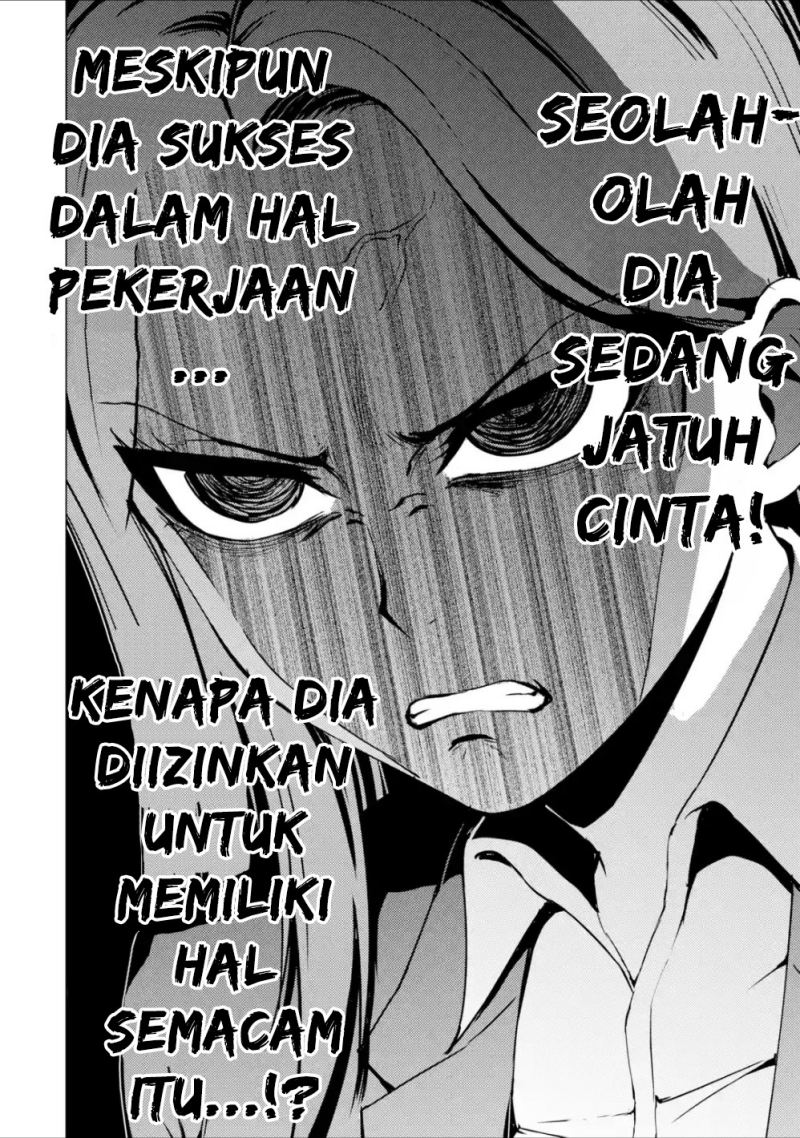 SEOLAH-
OLAH
DIA
SEDANG
JATUH
CINTA!
MESKIPUN
DIA SUKSES
DALAM HAL
PEKERJAAN
...
KENAPA DIA
DIIZINKAN
UNTUK
MEMILIKI
HAL
SEMACAM
ITU...!?